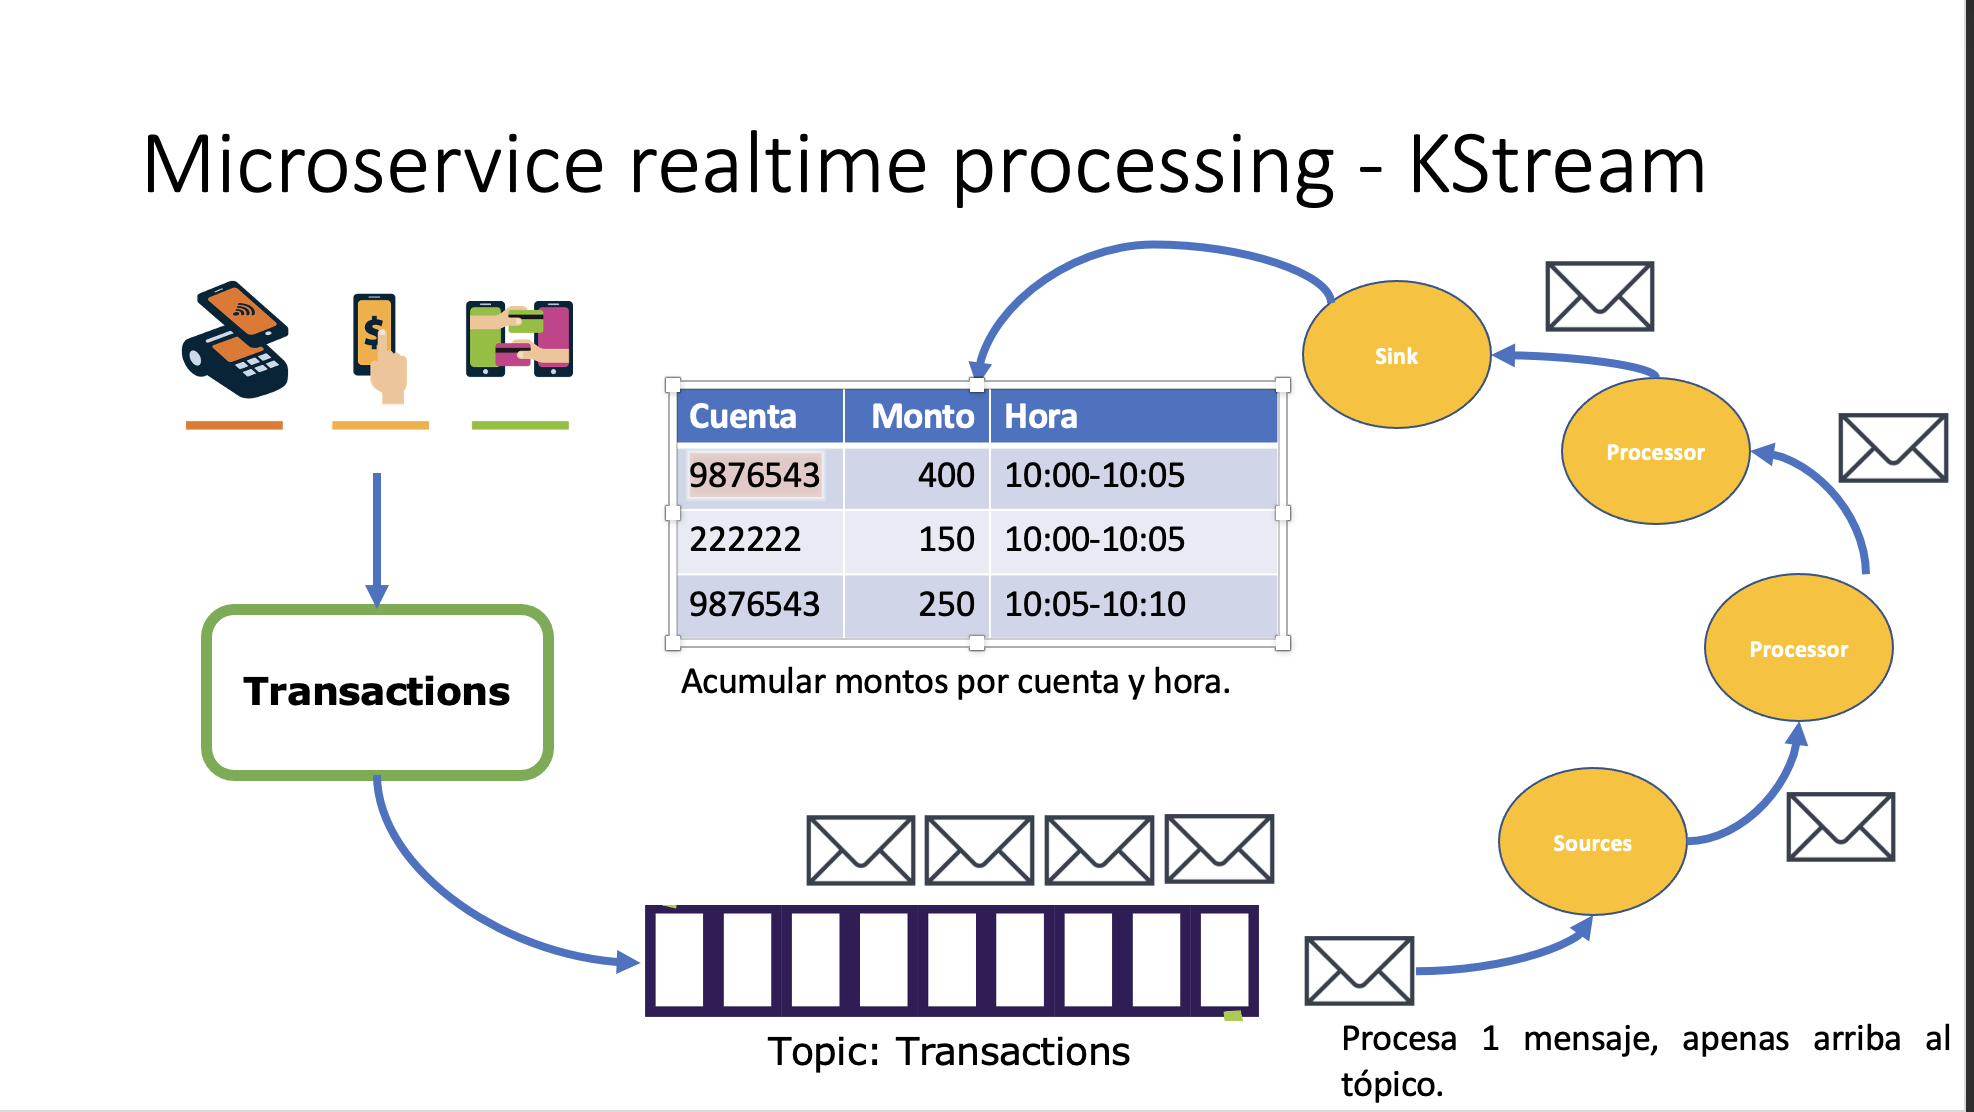 Microservice realtime processing - KStream
$
Cuenta Monto Hora
9876543 400 10:00-10:05
222222 150 10:00-10:05
9876543 250 10:05-10:10
Acumular montos por cuenta y hora.
Transactions
Topic: Transactions
Sink
Processor
Processor
Sources
Procesa 1 mensaje, apenas arriba al
tópico.